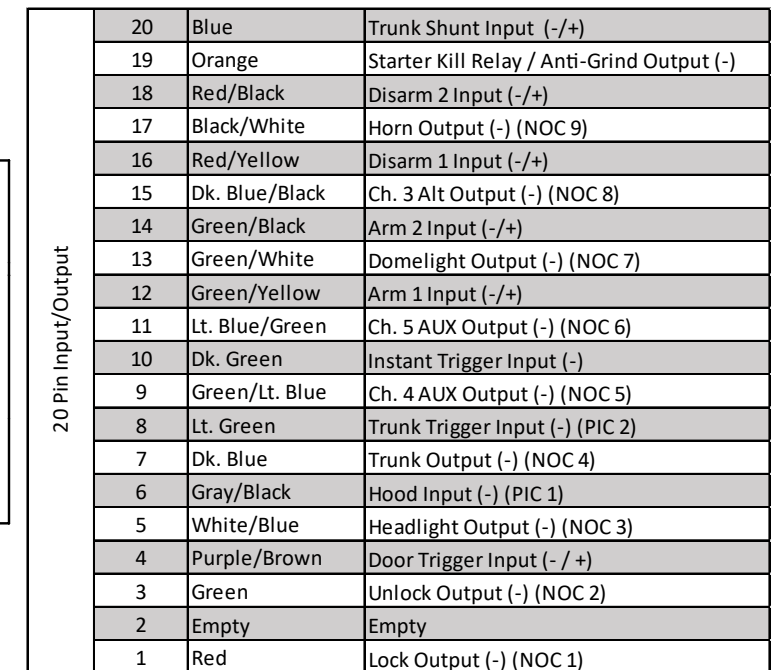 20 Pin Input/Output
20 Blue Trunk Shunt Input (-/+)
19 Orange Starter Kill Relay / Anti-Grind Output (-)
18 Red/Black Disarm 2 Input (-/+)
17 Black/White Horn Output (-) (NOC 9)
16 Red/Yellow Disarm 1 Input (-/+)
15 Dk. Blue/Black Ch. 3 Alt Output (-) (NOC 8)
14 Green/Black Arm 2 Input (-/+)
13 Green/White Domelight Output (-) (NOC 7)
12 Green/Yellow Arm 1 Input (-/+)
11 Lt. Blue/Green Ch. 5 AUX Output (-) (NOC 6)
10 Dk. Green Instant Trigger Input (-)
9 Green/Lt. Blue Ch. 4 AUX Output (-) (NOC 5)
8 Lt. Green Trunk Trigger Input (-) (PIC 2)
7 Dk. Blue Trunk Output (-) (NOC 4)
6 Gray/Black Hood Input (-) (PIC 1)
5 White/Blue Headlight Output (-) (NOC 3)
4 Purple/Brown Door Trigger Input (- / +)
3 Green Unlock Output (-) (NOC 2)
2 Empty Empty
1 Red Lock Output (-) (NOC 1)